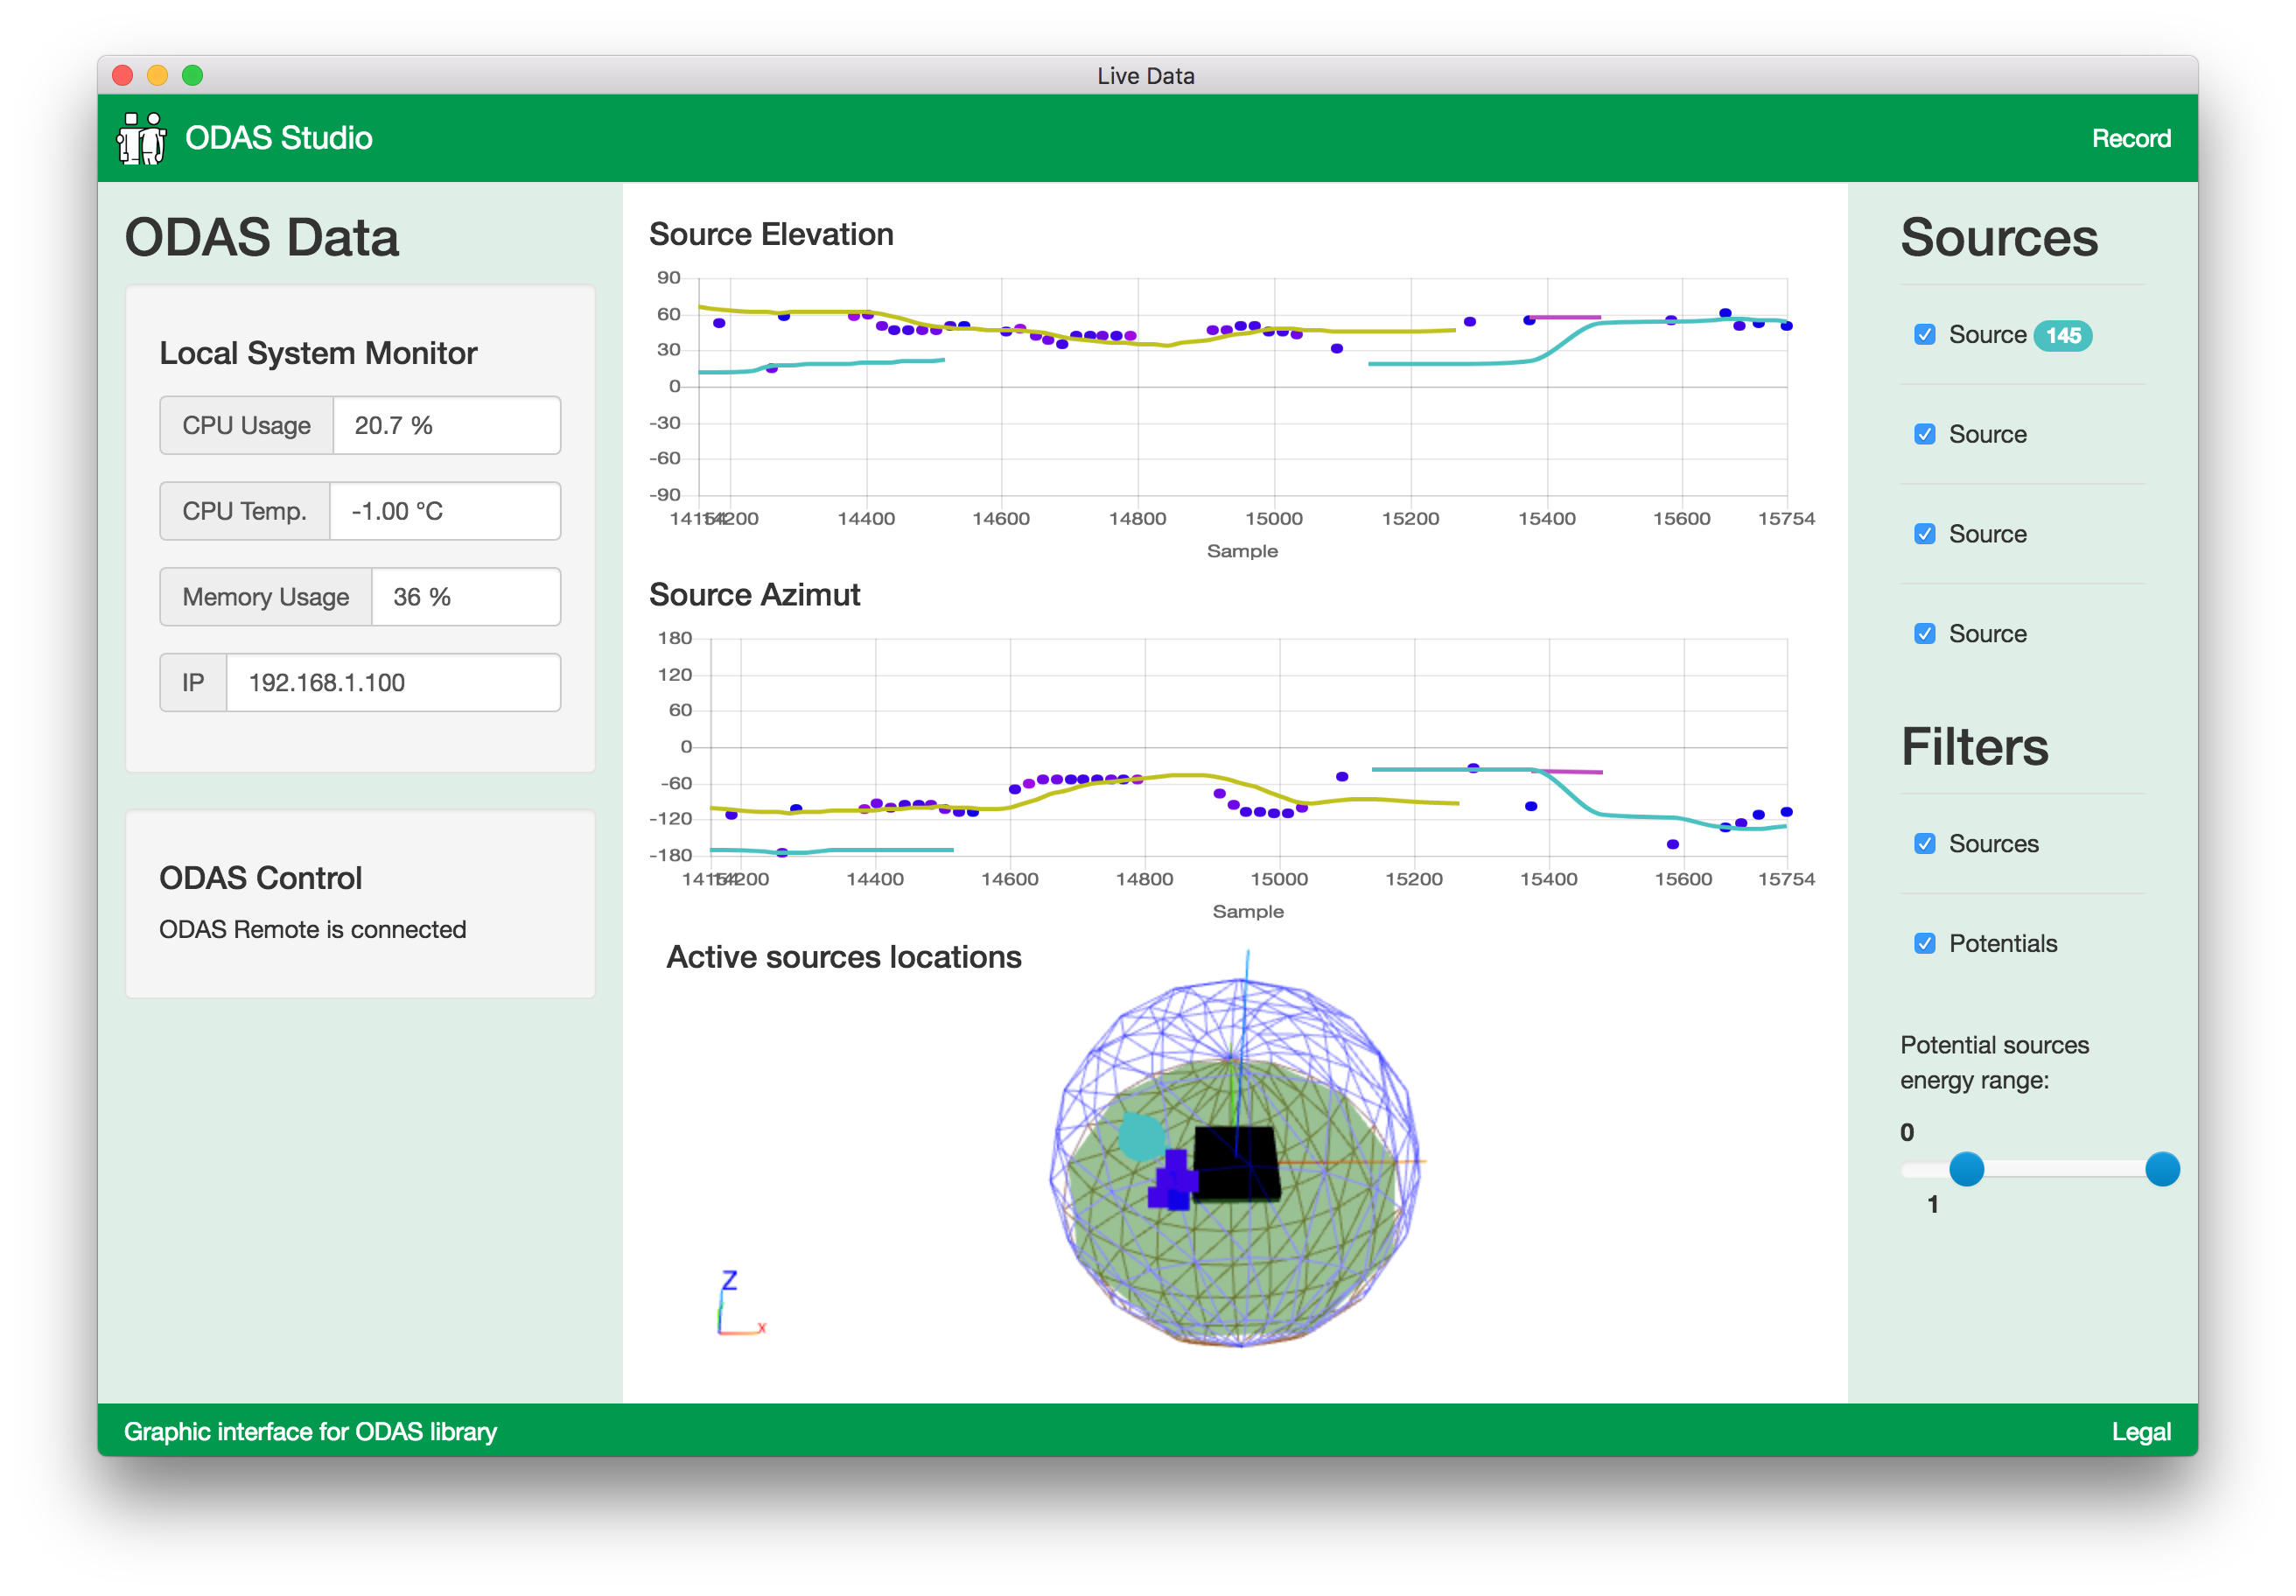 Live Data
ODAS Studio
Record
ODAS Data
Local System Monitor
CPU Usage 20.7 %
CPU Temp. -1.00 °C
Memory Usage 36 %
IP 192.168.1.100
ODAS Control
ODAS Remote is connected
Source Elevation
90
60
30
0
-30
-60
-90
14154 14200 14400 14600 14800 15000 15200 15400 15600 15754
Sample
Source Azimut
180
120
60
0
-60
-120
-180
14154 14200 14400 14600 14800 15000 15200 15400 15600 15754
Sample
Active sources locations
Z
X
Sources
Source 145
Source
Source
Source
Filters
Sources
Potentials
Potential sources
energy range:
0
1
Graphic interface for ODAS library
Legal